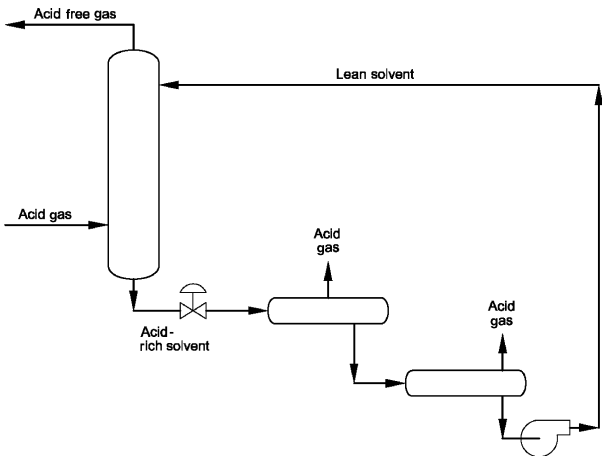 Acid free gas
Lean solvent
Acid gas
Acid
gas
Acid-
rich solvent
Acid
gas